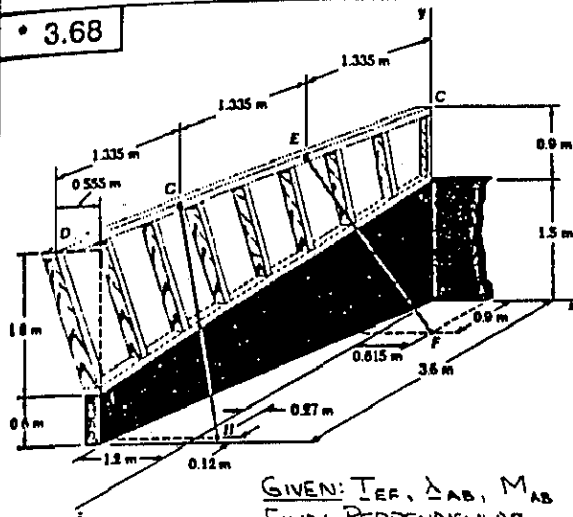 • 3.68
y
1.335 m
1.335 m
C
E
1.335 m
0.9 m
G
0.555 m
D
1.5 m
0.9 m
F
0.615 m
3.6 m
0.27 m
H
1.2 m
0.12 m
GIVEN: TEF, λAB, MAB